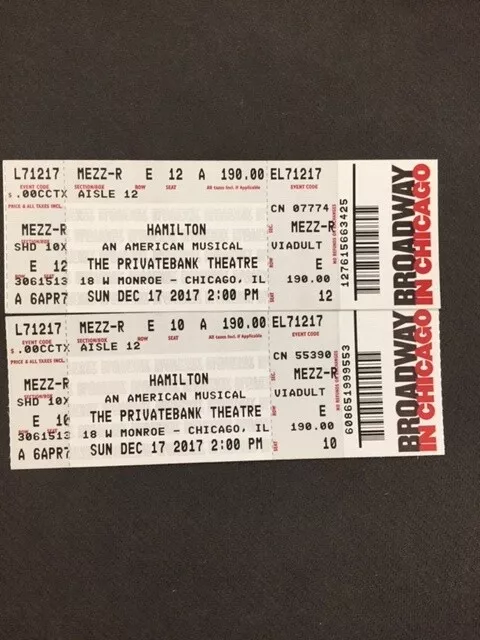 L71217 MEZZ-R E 12 A 190.00 EL71217
EVENT CODE SECTION/BOX ROW SEAT All taxes incl. if Applicable EVENT CODE
$ .00CCTX AISLE 12
PRICE & ALL TAXES INCL.
CN 07774
MEZZ-R HAMILTON MEZZ-R
SHD 10X AN AMERICAN MUSICAL VIADULT
E 12 THE PRIVATEBANK THEATRE E
3061513 18 W MONROE - CHICAGO, IL 190.00
A 6APR7 SUN DEC 17 2017 2:00 PM 12
127615663425
BROADWAY
IN CHICAGO
L71217 MEZZ-R E 10 A 190.00 EL71217
EVENT CODE SECTION/BOX ROW SEAT All taxes incl. if Applicable EVENT CODE
$ .00CCTX AISLE 12
PRICE & ALL TAXES INCL.
CN 55390
MEZZ-R HAMILTON MEZZ-R
SHD 10X AN AMERICAN MUSICAL VIADULT
E 10 THE PRIVATEBANK THEATRE E
3061513 18 W MONROE - CHICAGO, IL 190.00
A 6APR7 SUN DEC 17 2017 2:00 PM 10
608651999553
BROADWAY
IN CHICAGO